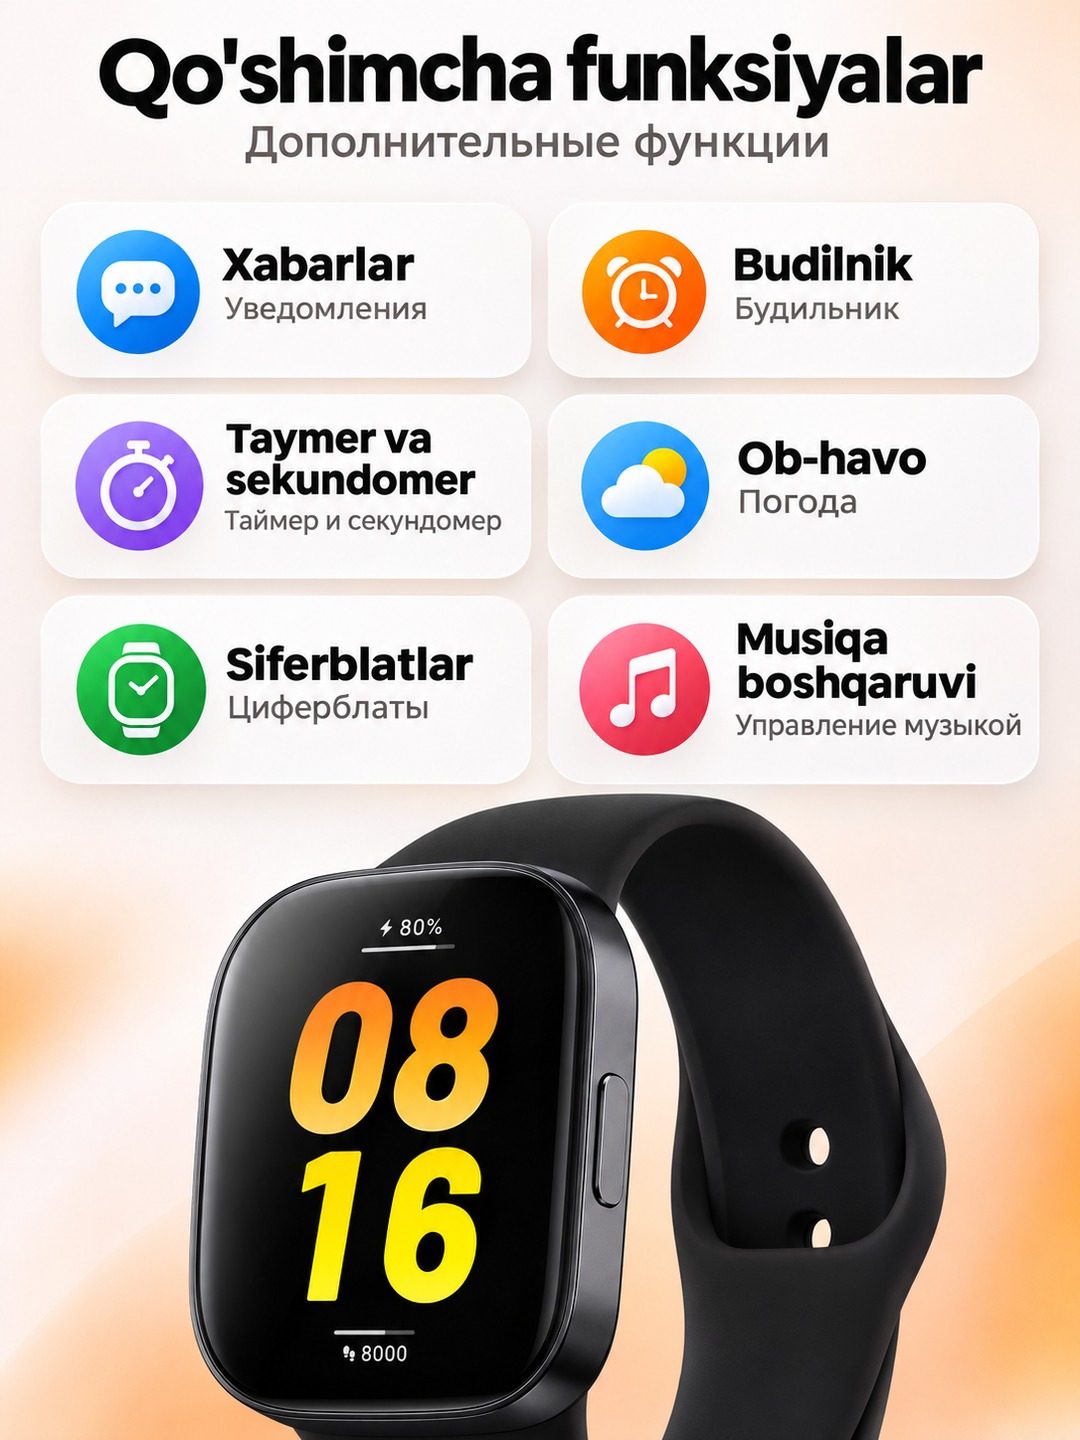 Qo'shimcha funksiyalar
Дополнительные функции
Xabarlar
Уведомления
Budilnik
Будильник
Taymer va
sekundomer
Таймер и секундомер
Ob-havo
Погода
Siferblatlar
Циферблаты
Musiqa
boshqaruvi
Управление музыкой
80%
08
16
8000